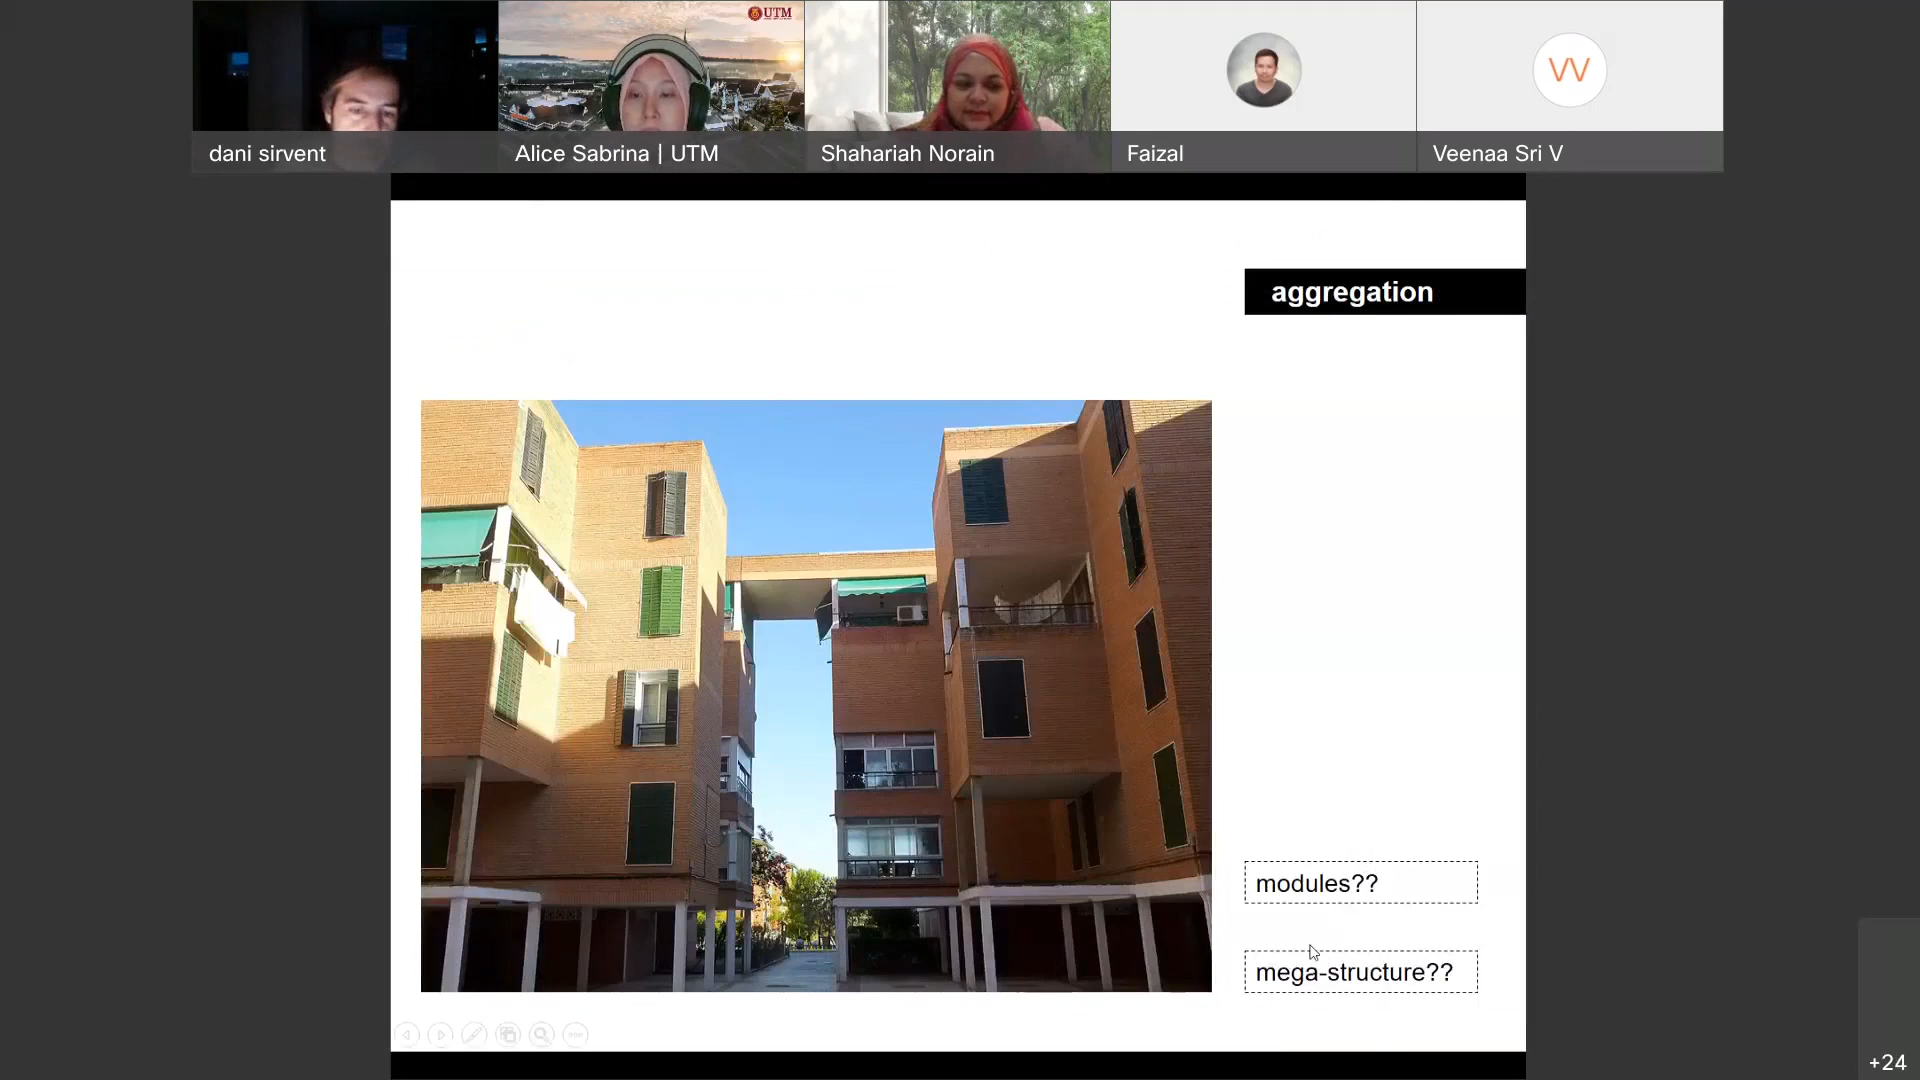 UTM
dani sirvent
Alice Sabrina | UTM
Shahariah Norain
Faizal
VV
Veenaa Sri V
aggregation
modules??
mega-structure??
+24